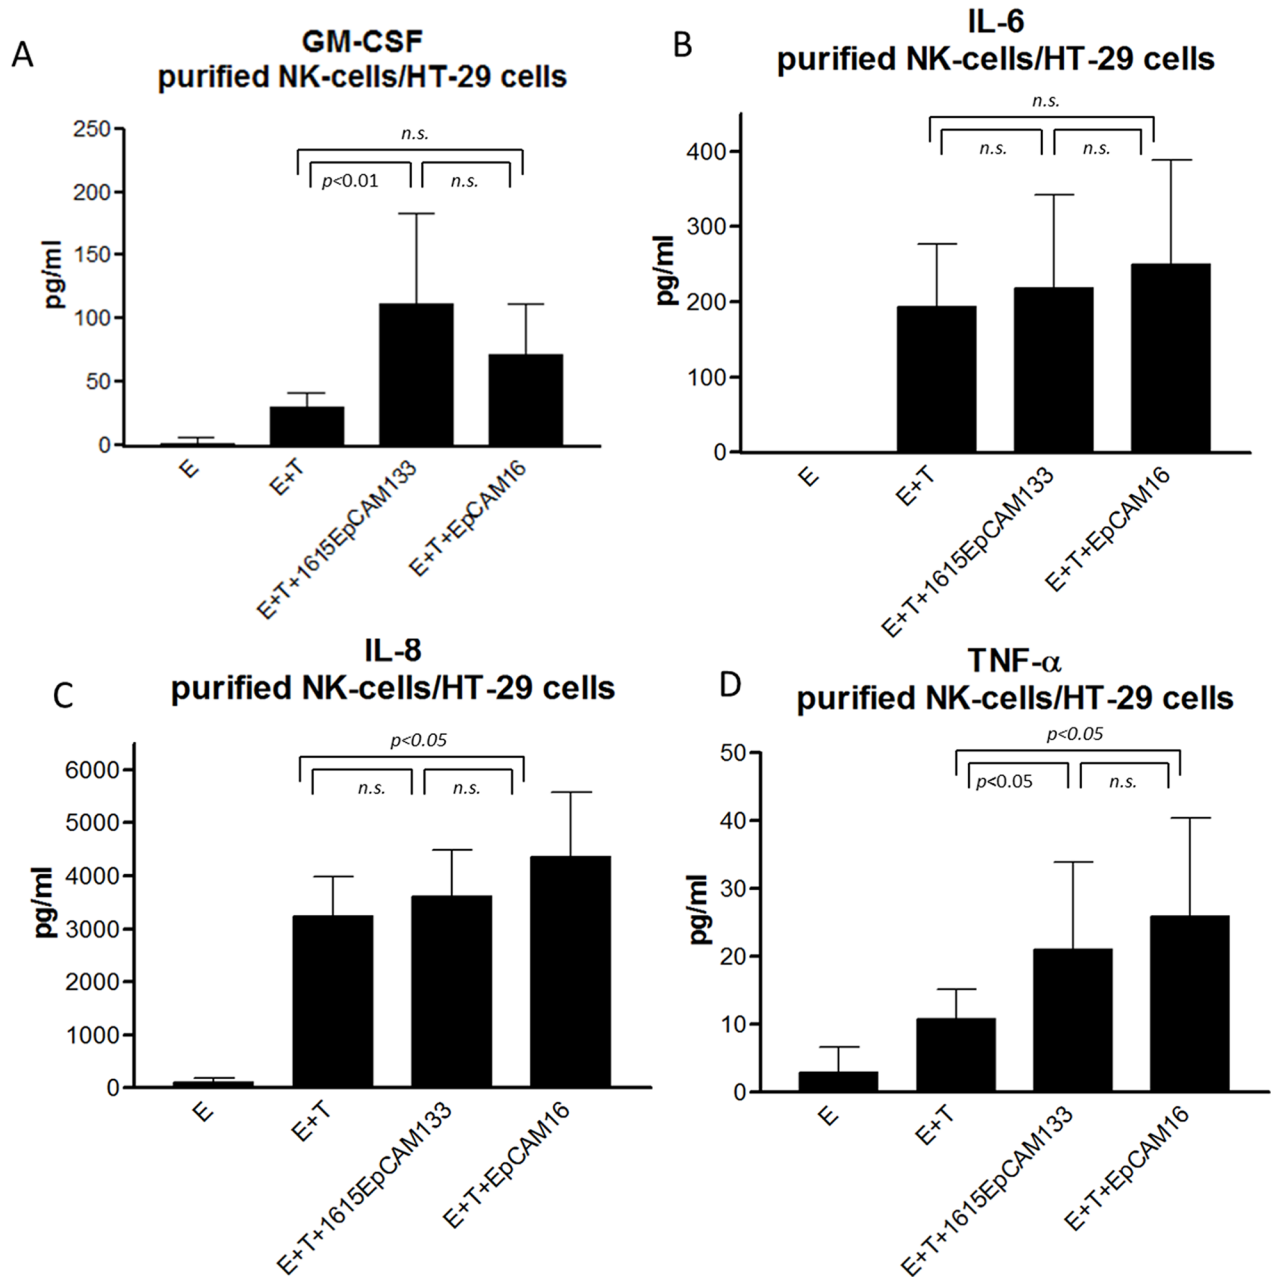 A
GM-CSF
purified NK-cells/HT-29 cells
250
200
150
100
50
0
pg/ml
n.s.
p<0.01
n.s.
E
E+T
E+T+1615EpCAM133
E+T+EpCAM16
B
IL-6
purified NK-cells/HT-29 cells
400
300
200
100
0
pg/ml
n.s.
n.s.
n.s.
E
E+T
E+T+1615EpCAM133
E+T+EpCAM16
C
IL-8
purified NK-cells/HT-29 cells
6000
5000
4000
3000
2000
1000
0
pg/ml
p<0.05
n.s.
n.s.
E
E+T
E+T+1615EpCAM133
E+T+EpCAM16
D
TNF-α
purified NK-cells/HT-29 cells
50
40
30
20
10
0
pg/ml
p<0.05
p<0.05
n.s.
E
E+T
E+T+1615EpCAM133
E+T+EpCAM16